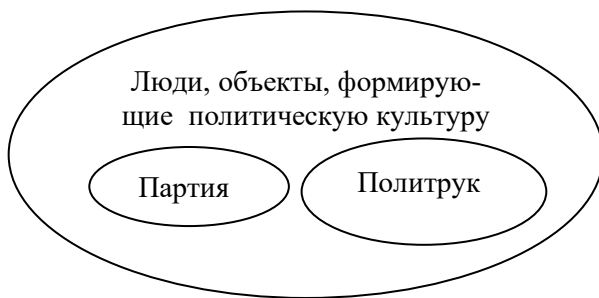 Люди, объекты, формирую-
щие политическую культуру
Партия
Политрук